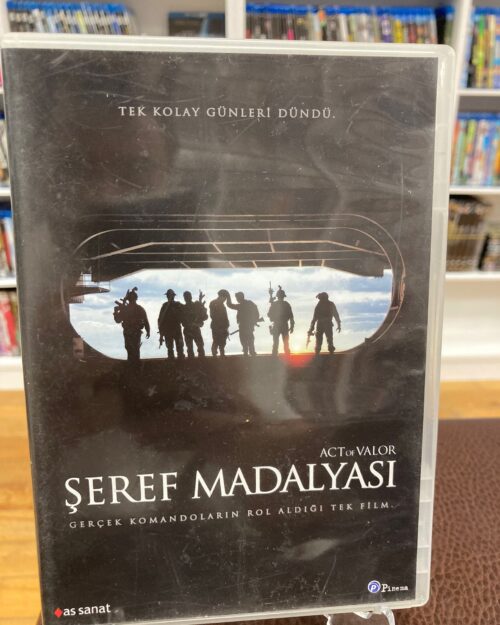 TEK KOLAY GÜNLERİ DÜNDÜ.
ACT OF VALOR
ŞEREF MADALYASI
GERÇEK KOMANDOLARIN ROL ALDIĞI TEK FİLM.
as sanat
P Pinema